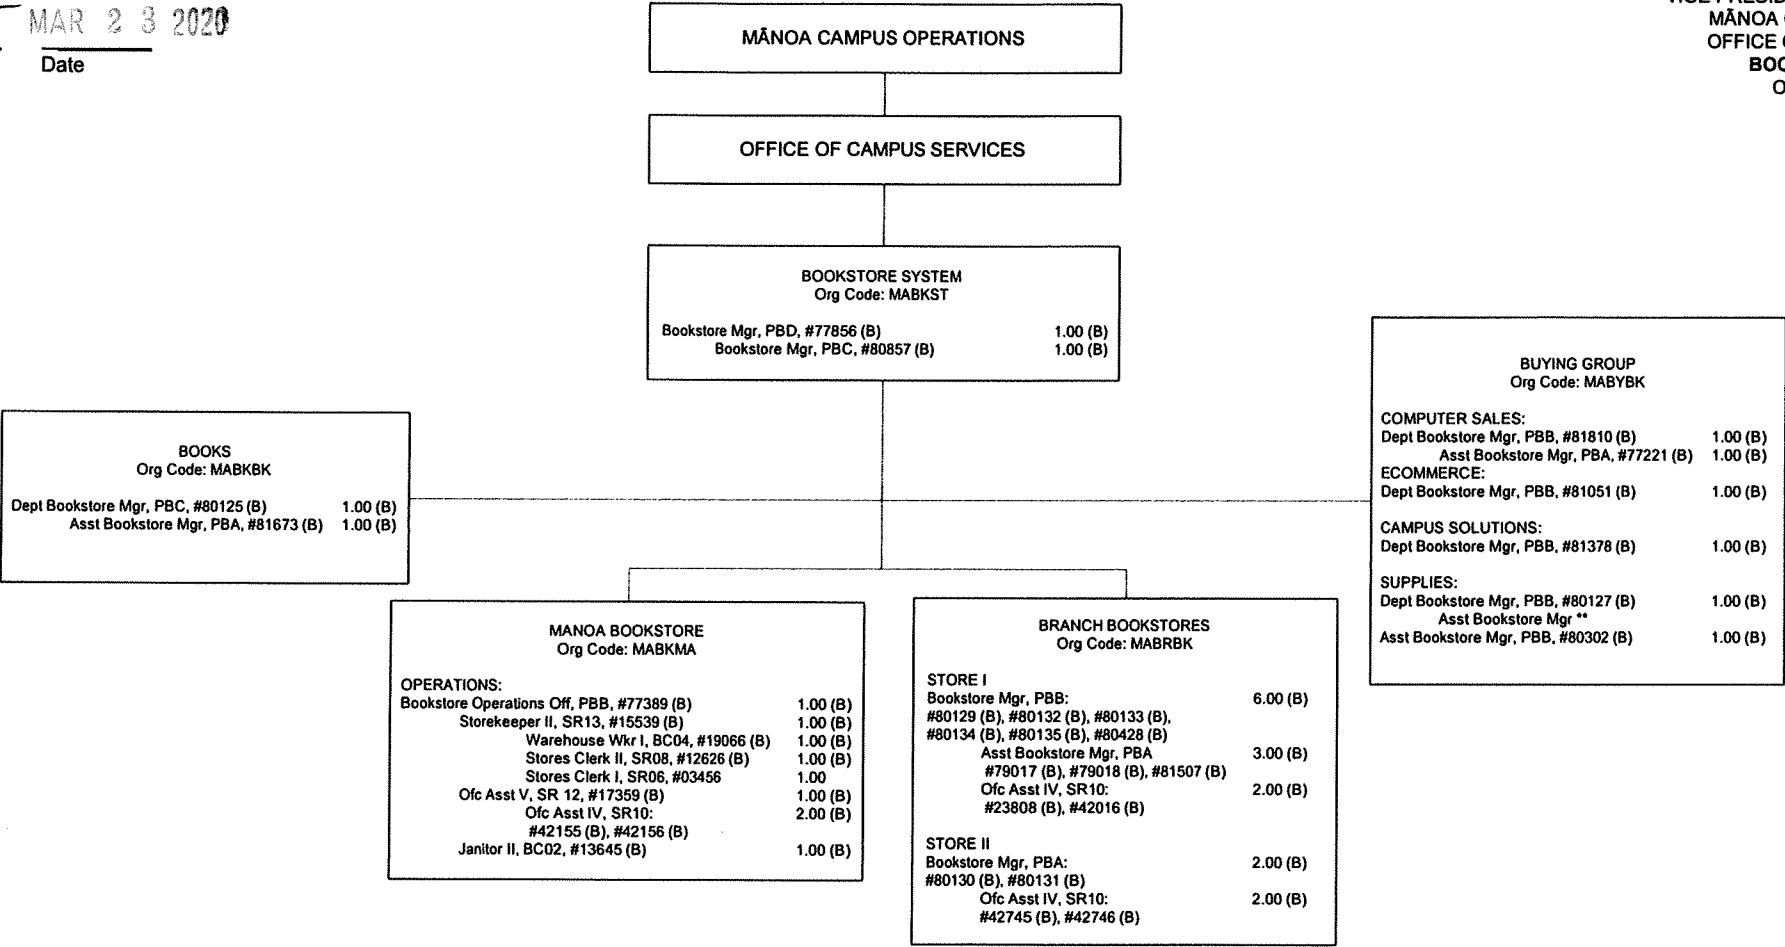 MAR 2 3 2020
Date
MĀNOA
OFFICE
MĀNOA CAMPUS OPERATIONS
OFFICE OF CAMPUS SERVICES
BOOKSTORE SYSTEM
Org Code: MABKST
Bookstore Mgr, PBD, #77856 (B) 1.00 (B)
Bookstore Mgr, PBC, #80857 (B) 1.00 (B)
BOOKS
Org Code: MABKBK
Dept Bookstore Mgr, PBC, #80125 (B) 1.00 (B)
Asst Bookstore Mgr, PBA, #81673 (B) 1.00 (B)
BUYING GROUP
Org Code: MABYBK
COMPUTER SALES:
Dept Bookstore Mgr, PBB, #81810 (B) 1.00 (B)
Asst Bookstore Mgr, PBA, #77221 (B) 1.00 (B)
ECOMMERCE:
Dept Bookstore Mgr, PBB, #81051 (B) 1.00 (B)
CAMPUS SOLUTIONS:
Dept Bookstore Mgr, PBB, #81378 (B) 1.00 (B)
SUPPLIES:
Dept Bookstore Mgr, PBB, #80127 (B) 1.00 (B)
Asst Bookstore Mgr **
Asst Bookstore Mgr, PBB, #80302 (B) 1.00 (B)
MANOA BOOKSTORE
Org Code: MABKMA
OPERATIONS:
Bookstore Operations Off, PBB, #77389 (B) 1.00 (B)
Storekeeper II, SR13, #15539 (B) 1.00 (B)
Warehouse Wkr I, BC04, #19066 (B) 1.00 (B)
Stores Clerk II, SR08, #12626 (B) 1.00 (B)
Stores Clerk I, SR06, #03456 1.00
Ofc Asst V, SR 12, #17359 (B) 1.00 (B)
Ofc Asst IV, SR10: 2.00 (B)
#42155 (B), #42156 (B)
Janitor II, BC02, #13645 (B) 1.00 (B)
BRANCH BOOKSTORES
Org Code: MABRBK
STORE I
Bookstore Mgr, PBB: 6.00 (B)
#80129 (B), #80132 (B), #80133 (B),
#80134 (B), #80135 (B), #80428 (B)
Asst Bookstore Mgr, PBA 3.00 (B)
#79017 (B), #79018 (B), #81507 (B)
Ofc Asst IV, SR10: 2.00 (B)
#23808 (B), #42016 (B)
STORE II
Bookstore Mgr, PBA: 2.00 (B)
#80130 (B), #80131 (B)
Ofc Asst IV, SR10: 2.00 (B)
#42745 (B), #42746 (B)